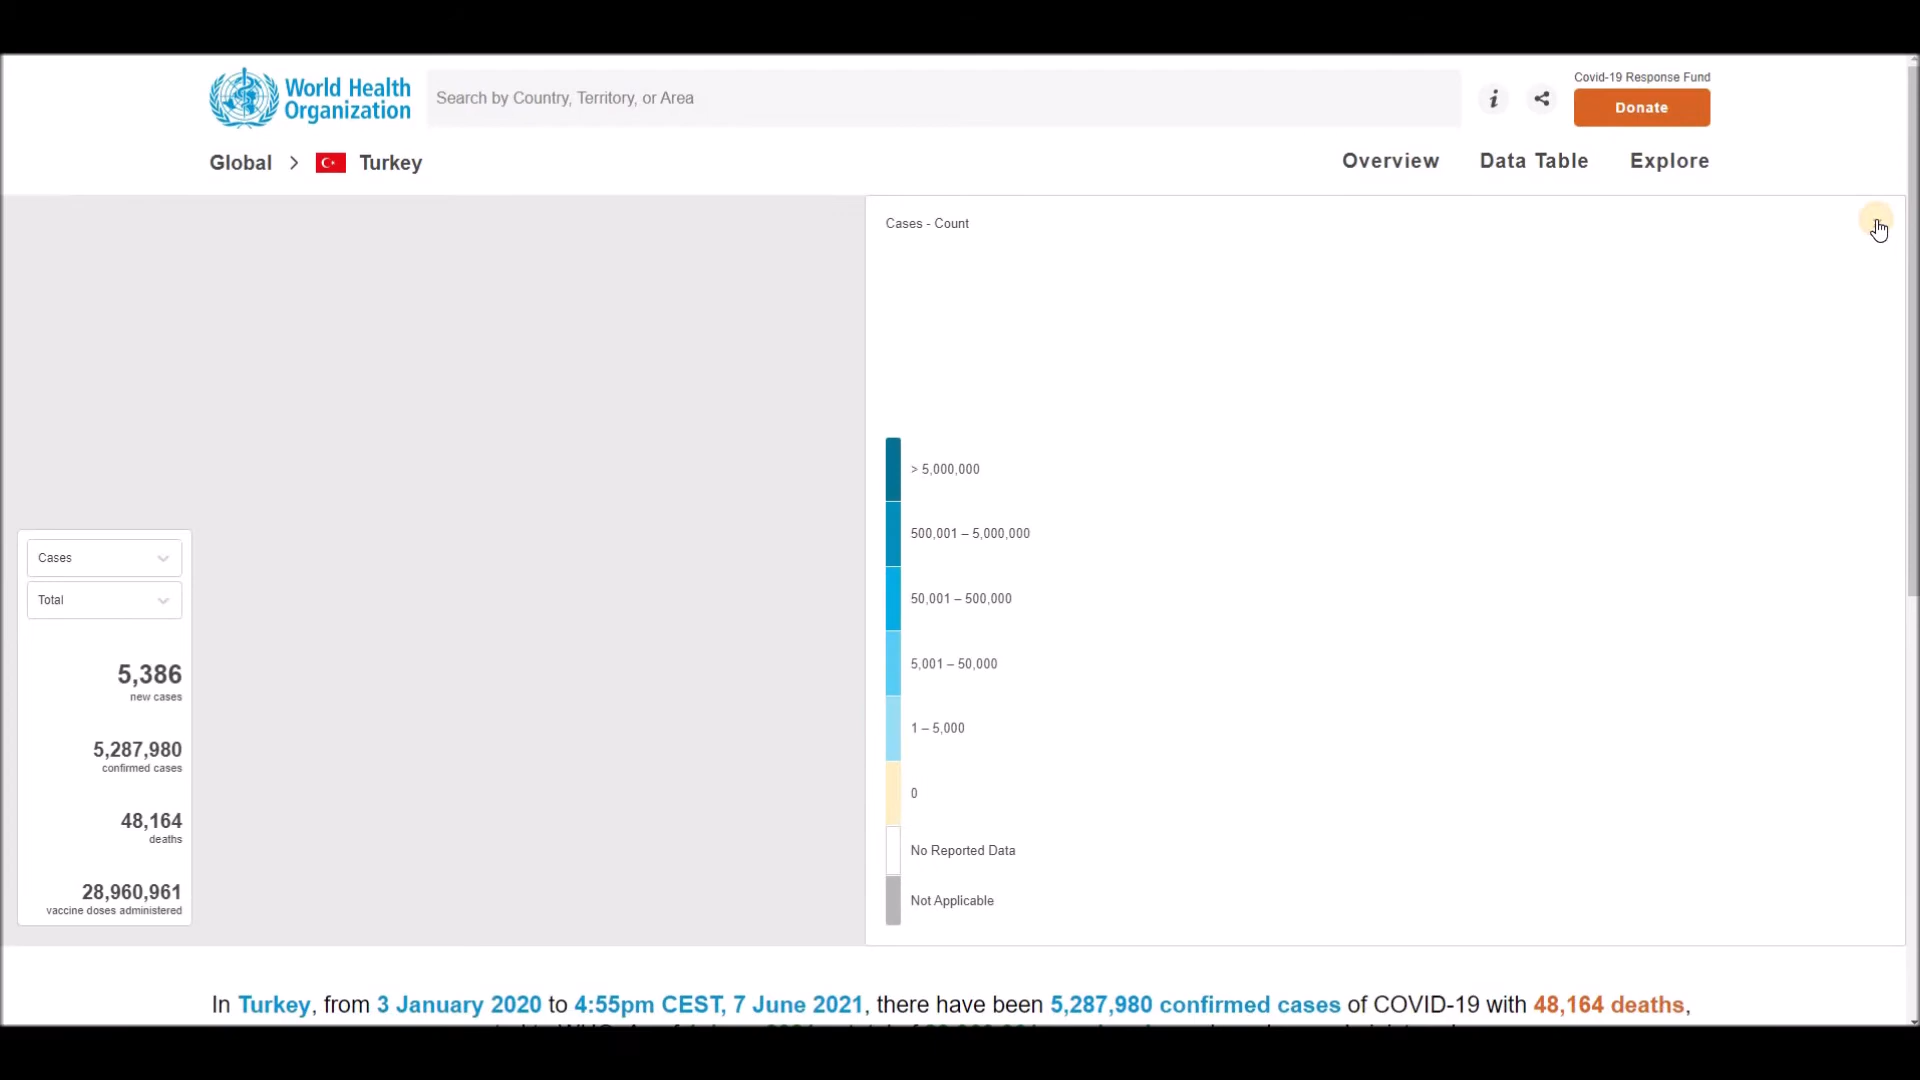 World Health
Organization
Search by Country, Territory, or Area
i
Covid-19 Response Fund
Donate
Global > Turkey
Overview
Data Table
Explore
Cases - Count
> 5,000,000
500,001 – 5,000,000
50,001 – 500,000
5,001 – 50,000
1 – 5,000
0
No Reported Data
Not Applicable
Cases
Total
5,386
new cases
5,287,980
confirmed cases
48,164
deaths
28,960,961
vaccine doses administered
In Turkey, from 3 January 2020 to 4:55pm CEST, 7 June 2021, there have been 5,287,980 confirmed cases of COVID-19 with 48,164 deaths,